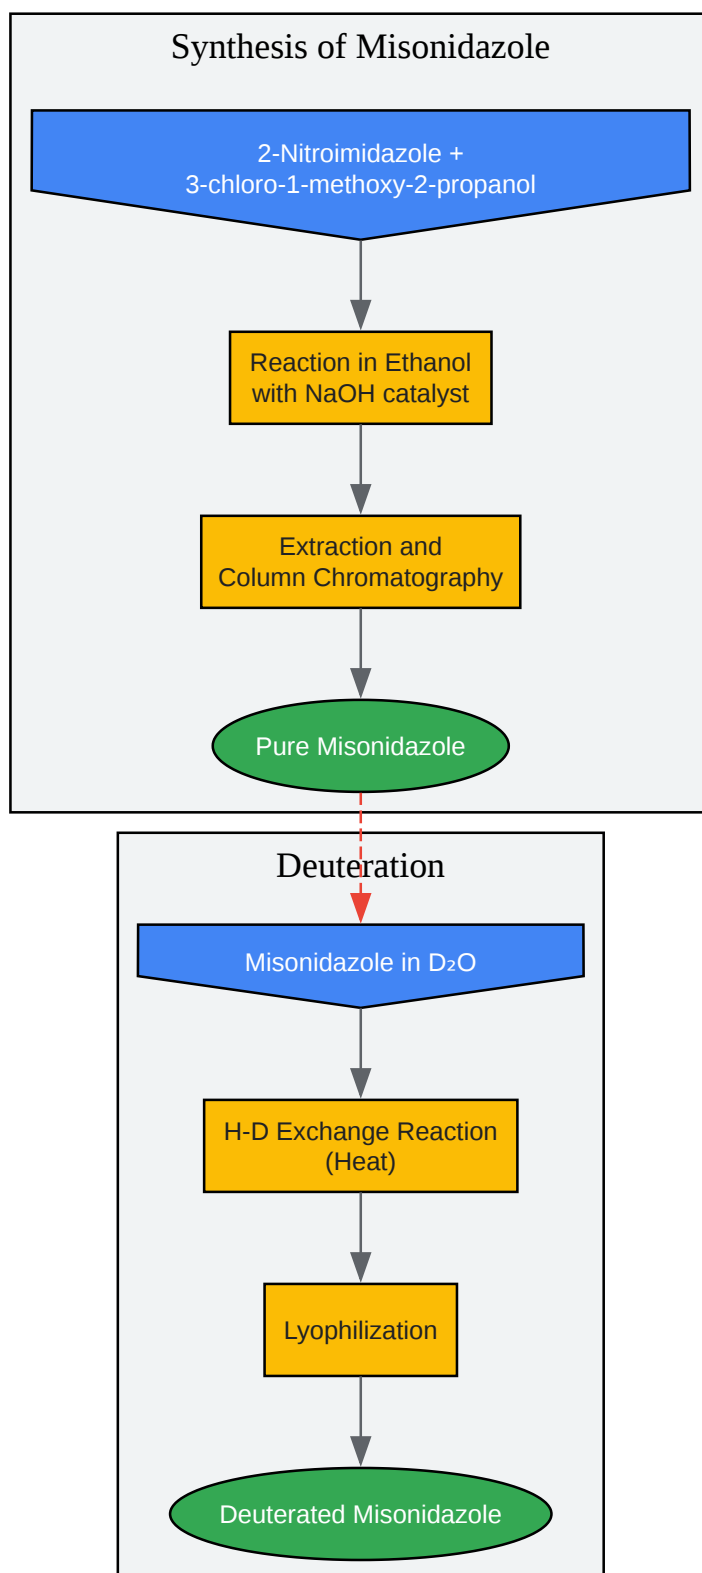 Synthesis of Misonidazole
2-Nitroimidazole +
3-chloro-1-methoxy-2-propanol
Reaction in Ethanol
with NaOH catalyst
Extraction and
Column Chromatography
Pure Misonidazole
Deuteration
Misonidazole in D₂O
H-D Exchange Reaction
(Heat)
Lyophilization
Deuterated Misonidazole